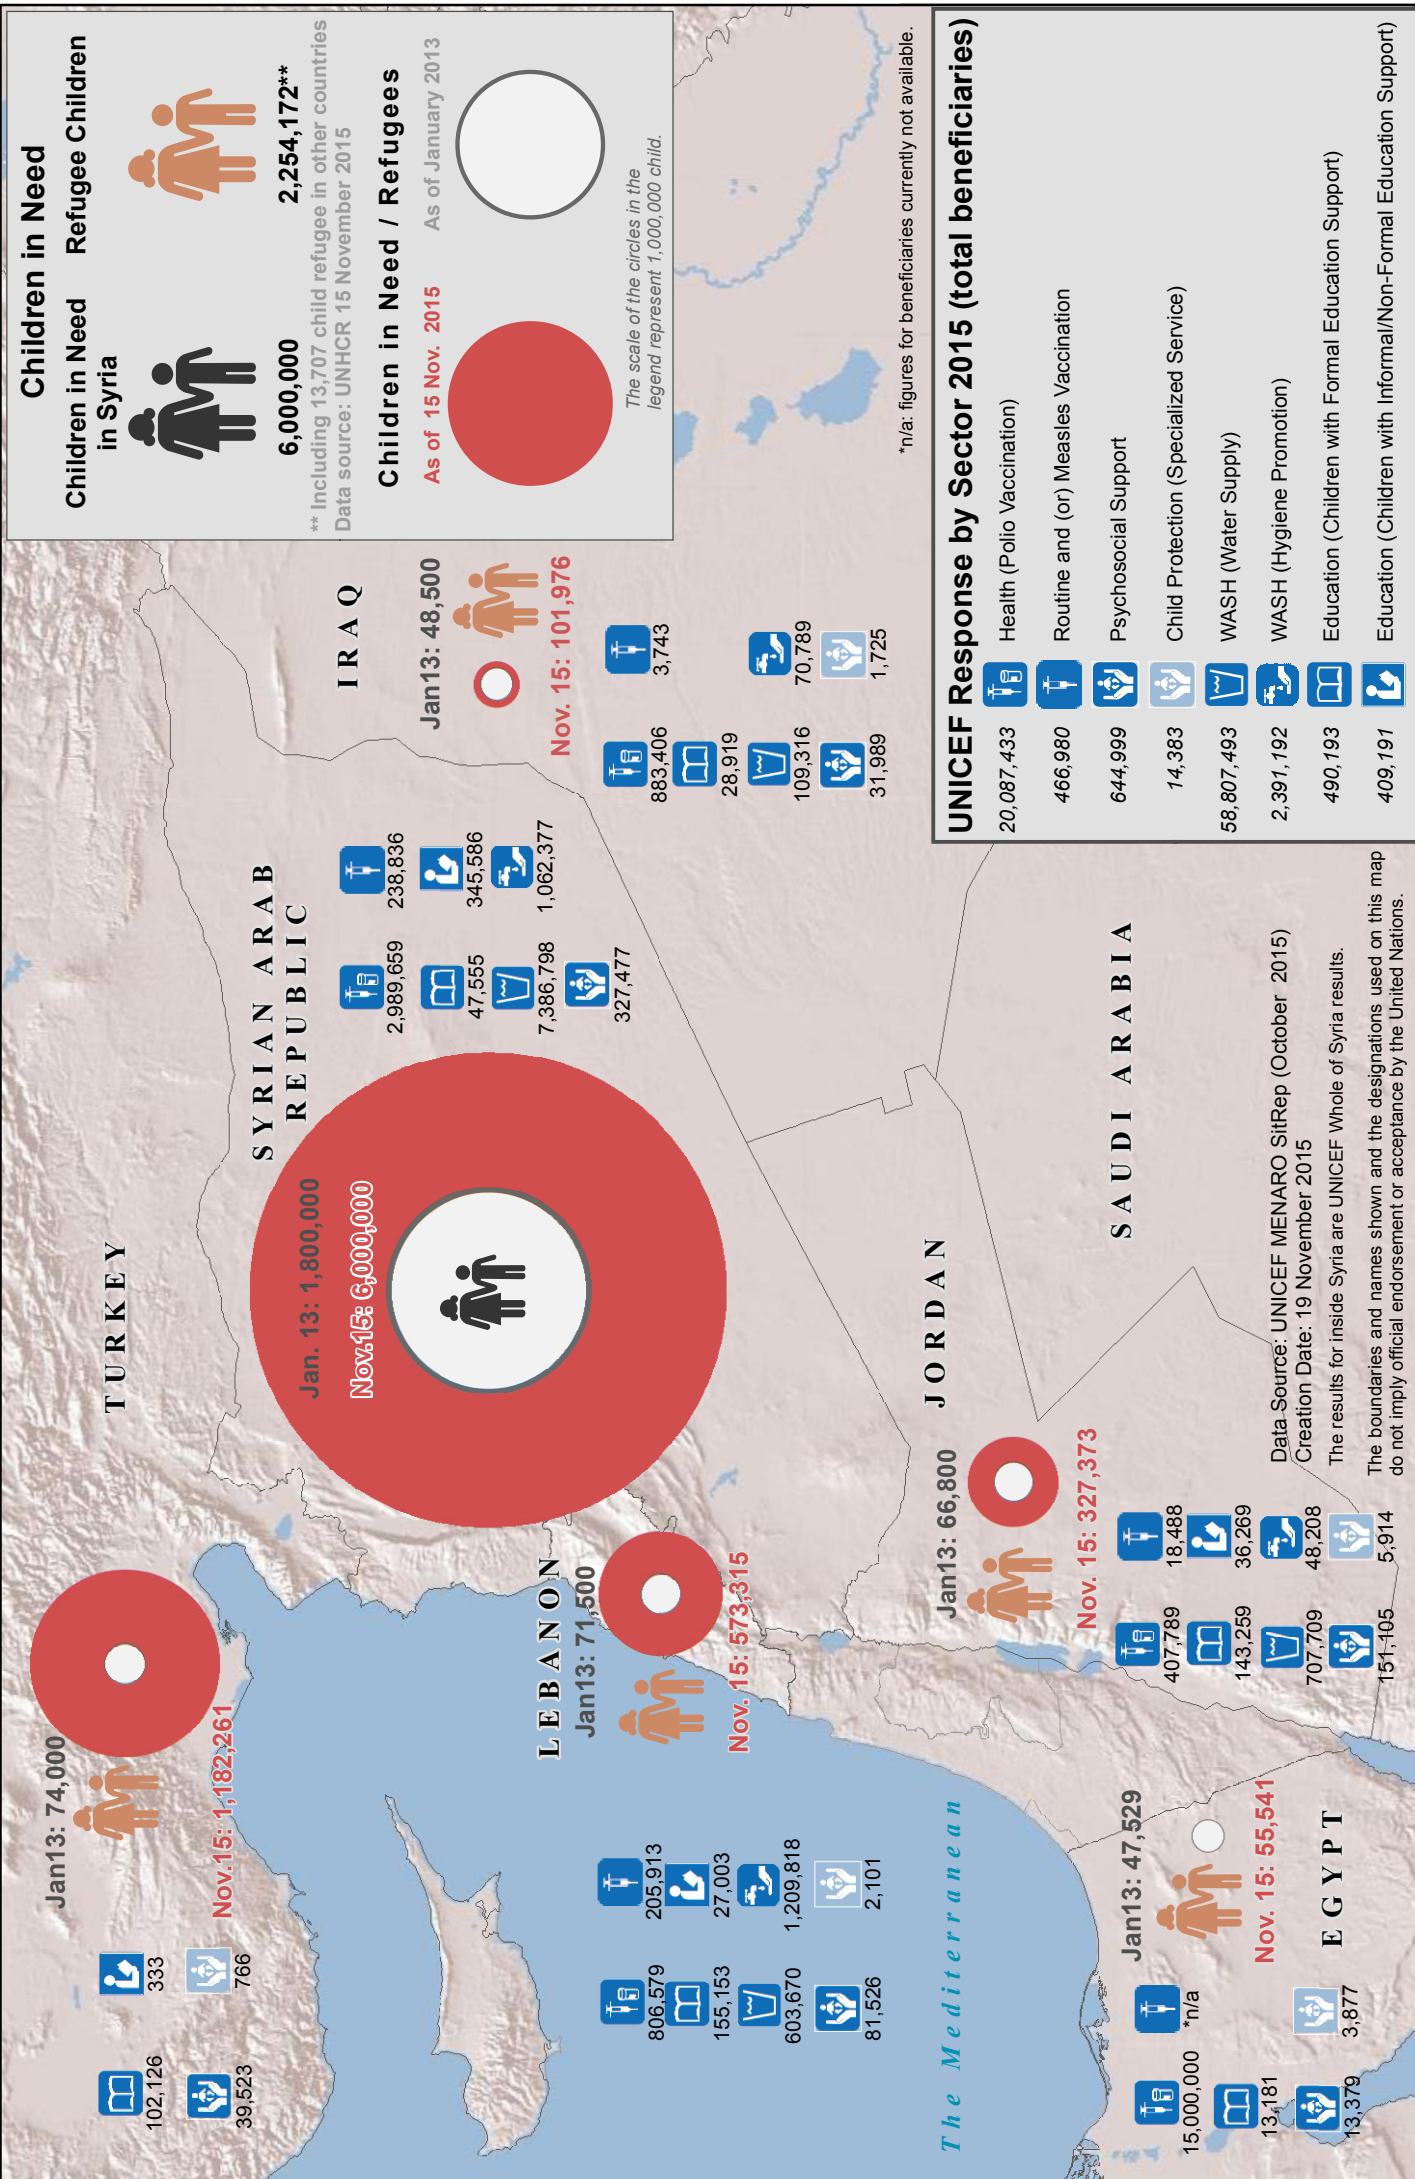 Children in Need
Children in Need
in Syria
Refugee Children
6,000,000
2,254,172**
** Including 13,707 child refugee in other countries
Data source: UNHCR 15 November 2015
Children in Need / Refugees
As of 15 Nov. 2015
As of January 2013
The scale of the circles in the
legend represent 1,000,000 child.
TURKEY
Jan13: 74,000
Nov.15: 1,182,261
102,126
333
39,523
766
SYRIAN ARAB
REPUBLIC
Jan. 13: 1,800,000
Nov.15: 6,000,000
2,989,659
238,836
47,555
345,586
7,386,798
1,062,377
327,477
IRAQ
Jan13: 48,500
Nov. 15: 101,976
883,406
3,743
28,919
109,316
70,789
31,989
1,725
LEBANON
Jan13: 71,500
Nov. 15: 573,315
806,579
205,913
155,153
27,003
603,670
1,209,818
81,526
2,101
The Mediterranean
JORDAN
Jan13: 66,800
Nov. 15: 327,373
407,789
18,488
143,259
36,269
707,709
48,208
151,105
5,914
EGYPT
Jan13: 47,529
Nov. 15: 55,541
15,000,000
*n/a
13,181
13,379
3,877
SAUDI ARABIA
*n/a: figures for beneficiaries currently not available.
UNICEF Response by Sector 2015 (total beneficiaries)
20,087,433 Health (Polio Vaccination)
466,980 Routine and (or) Measles Vaccination
644,999 Psychosocial Support
14,383 Child Protection (Specialized Service)
58,807,493 WASH (Water Supply)
2,391,192 WASH (Hygiene Promotion)
490,193 Education (Children with Formal Education Support)
409,191 Education (Children with Informal/Non-Formal Education Support)
Data Source: UNICEF MENARO SitRep (October 2015)
Creation Date: 19 November 2015
The results for inside Syria are UNICEF Whole of Syria results.
The boundaries and names shown and the designations used on this map
do not imply official endorsement or acceptance by the United Nations.